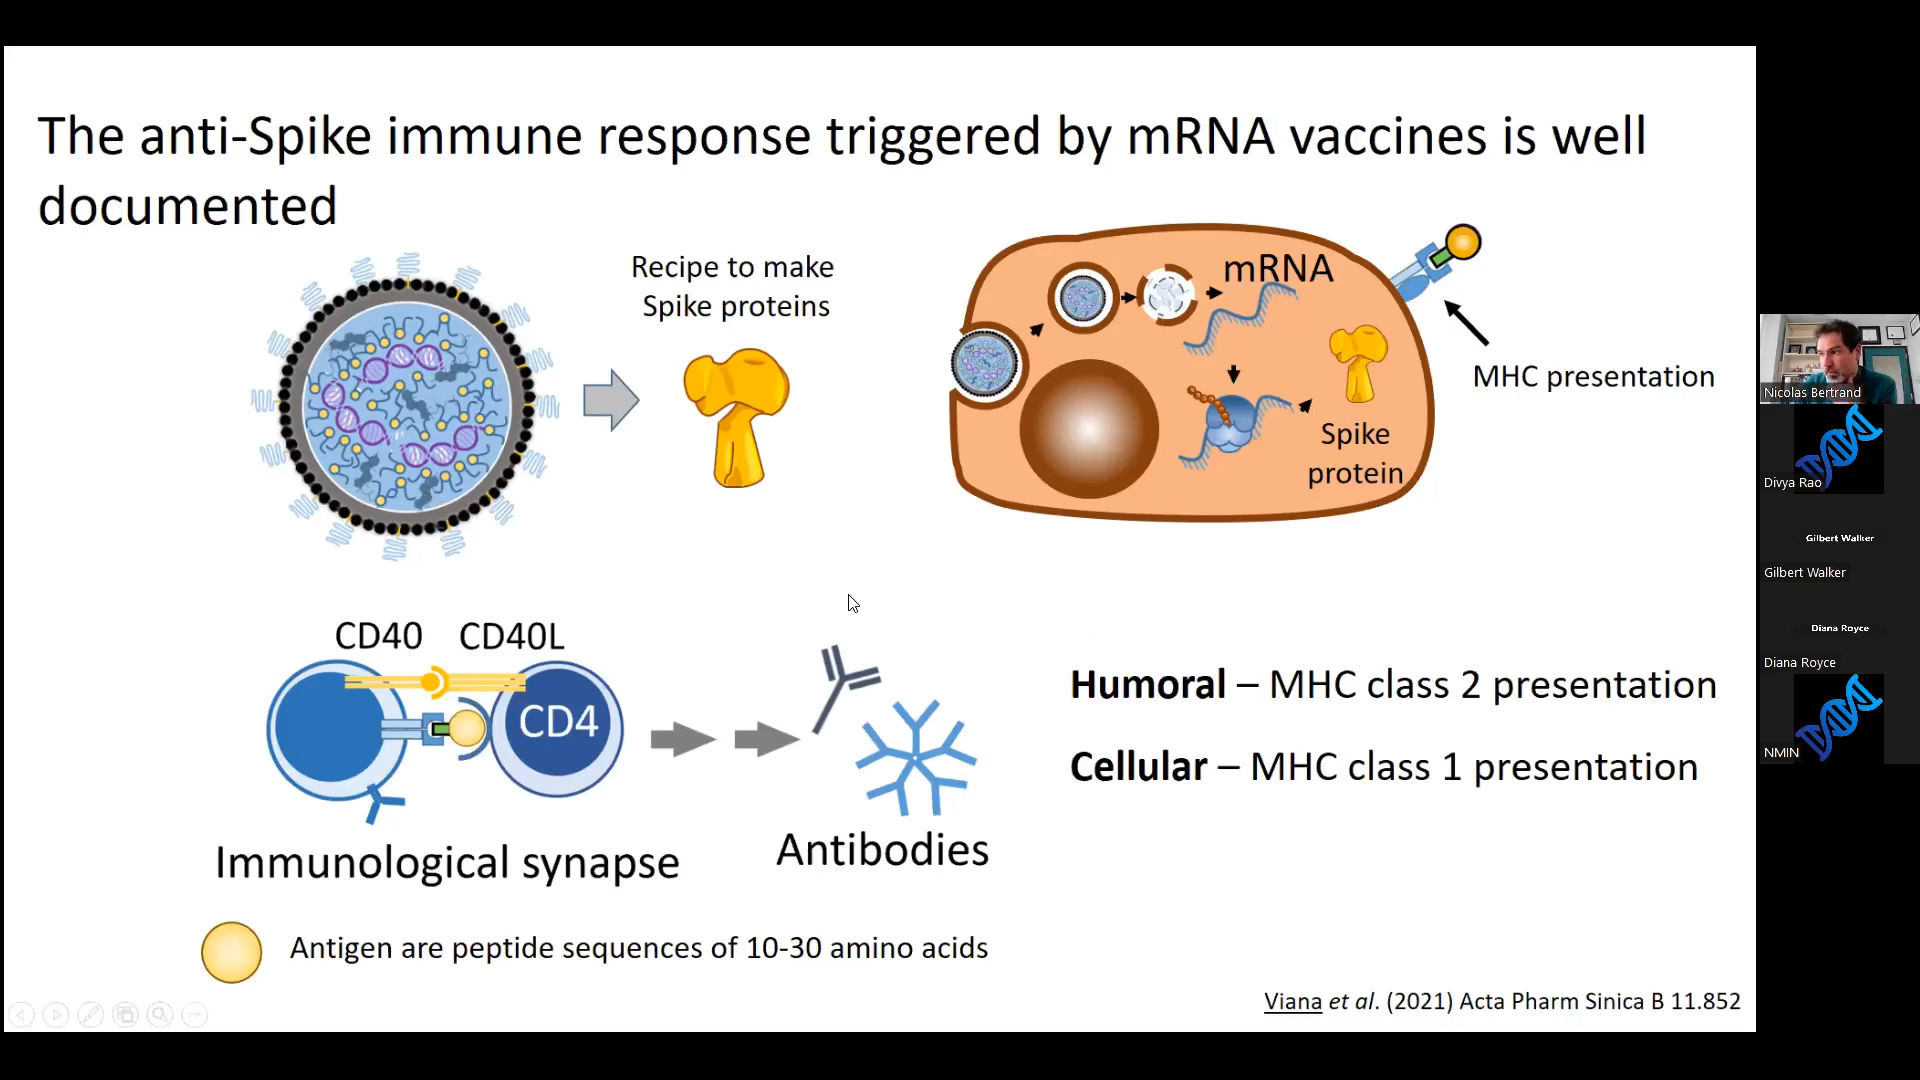 The anti-Spike immune response triggered by mRNA vaccines is well
documented
Recipe to make
Spike proteins
mRNA
MHC presentation
Spike
protein
CD40 CD40L
CD4
Immunological synapse
Antibodies
Humoral – MHC class 2 presentation
Cellular – MHC class 1 presentation
Antigen are peptide sequences of 10-30 amino acids
Viana et al. (2021) Acta Pharm Sinica B 11.852
Nicolas Bertrand
Divya Rao
Gilbert Walker
Gilbert Walker
Diana Royce
Diana Royce
NMIN